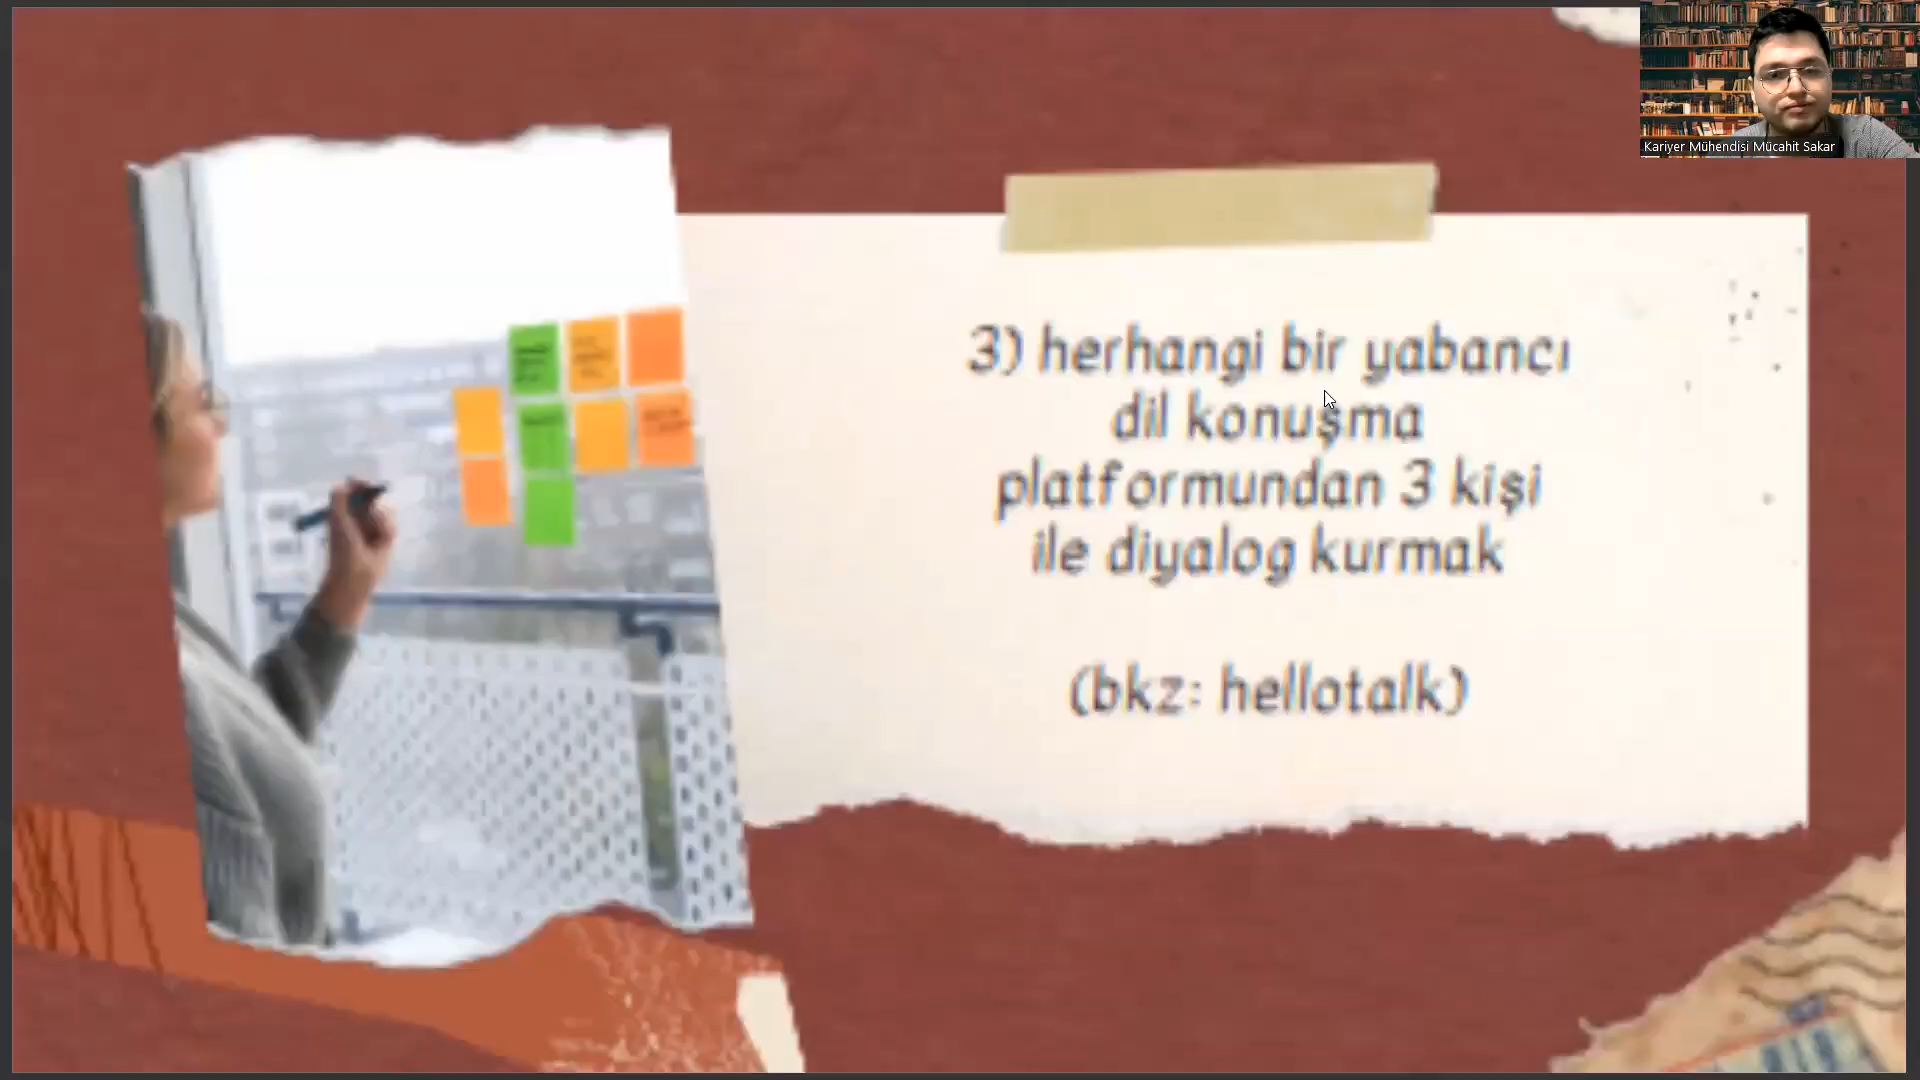 Kariyer Mühendisi Mücahit Sakar
3) herhangi bir yabancı
dil konuşma
platformundan 3 kişi
ile diyalog kurmak
(bkz: hellotalk)